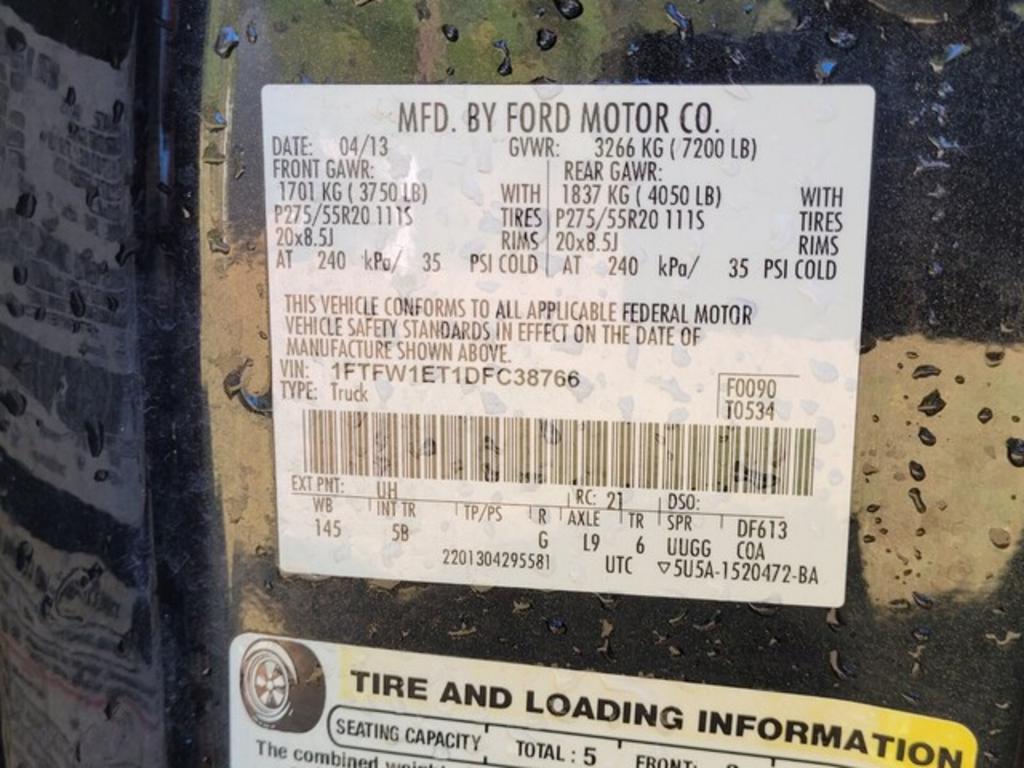 MFD. BY FORD MOTOR CO.
DATE: 04/13 GVWR: 3266 KG ( 7200 LB)
FRONT GAWR: REAR GAWR:
1701 KG ( 3750 LB) WITH 1837 KG ( 4050 LB) WITH
P275/55R20 111S TIRES P275/55R20 111S TIRES
20x8.5J RIMS 20x8.5J RIMS
AT 240 kPa/ 35 PSI COLD AT 240 kPa/ 35 PSI COLD
THIS VEHICLE CONFORMS TO ALL APPLICABLE FEDERAL MOTOR
VEHICLE SAFETY STANDARDS IN EFFECT ON THE DATE OF
MANUFACTURE SHOWN ABOVE.
VIN: 1FTFW1ET1DFC38766
TYPE: Truck
F0090
T0534
EXT PNT: UH RC: 21 DSO:
WB INT TR TP/PS R AXLE TR SPR DF613
145 5B G L9 6 UUGG COA
2201304295581 UTC ▽5U5A-1520472-BA
TIRE AND LOADING INFORMATION
SEATING CAPACITY TOTAL : 5 FRONT:
The combined